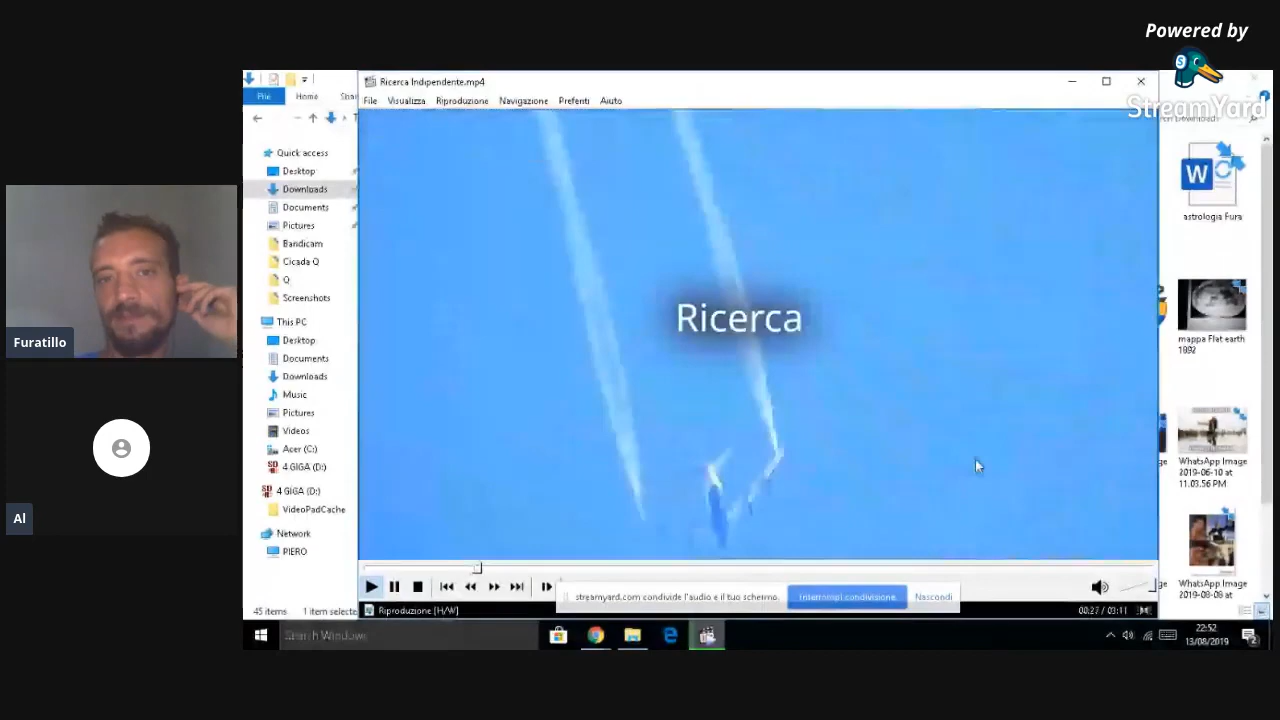 Powered by
StreamYard
Ricerca Indipendente.mp4
File Visualizza Riproduzione Navigazione Preferiti Aiuto
File Home
Quick access
Desktop
Downloads
Documents
Pictures
Bandicam
Cicada Q
Q
Screenshots
This PC
Desktop
Documents
Downloads
Music
Pictures
Videos
Acer (C:)
4 GIGA (D:)
4 GIGA (D:)
VideoPadCache
Network
PIERO
45 items 1 item selecte
Ricerca
astrologia Fura
mappa Flat earth
1892
WhatsApp Image
2019-06-10 at
11.03.56 PM
WhatsApp Image
Furatillo
Al
streamyard.com condivide l'audio e il tuo schermo.
Interrompi condivisione
Nascondi
Riproduzione [H/W]
00:27 / 03:11
Search Windows
22:52
13/08/2019